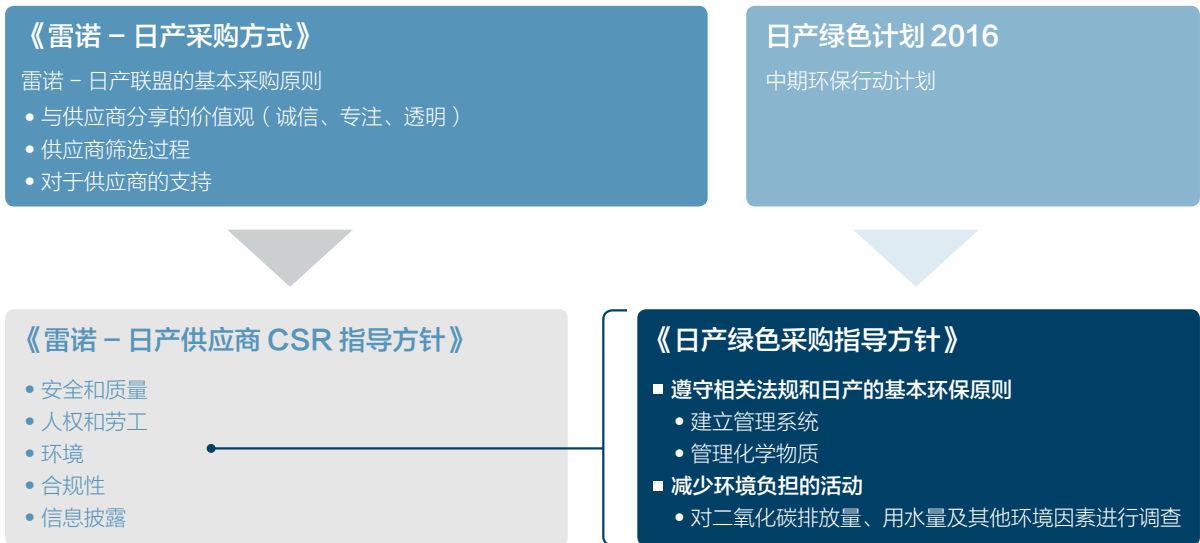 《雷诺 – 日产采购方式》
雷诺 – 日产联盟的基本采购原则
• 与供应商分享的价值观（诚信、专注、透明）
• 供应商筛选过程
• 对于供应商的支持
日产绿色计划 2016
中期环保行动计划
《雷诺 – 日产供应商 CSR 指导方针》
• 安全和质量
• 人权和劳工
• 环境
• 合规性
• 信息披露
《日产绿色采购指导方针》
■ 遵守相关法规和日产的基本环保原则
• 建立管理系统
• 管理化学物质
■ 减少环境负担的活动
• 对二氧化碳排放量、用水量及其他环境因素进行调查